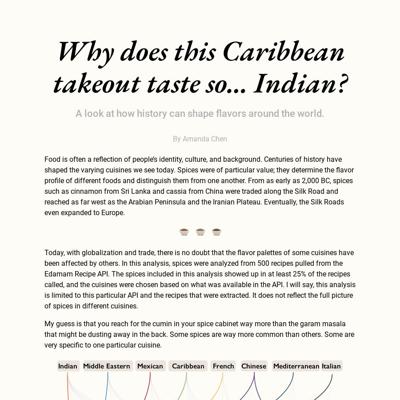 Why does this Caribbean
takeout taste so... Indian?
A look at how history can shape flavors around the world.
By Amanda Chen
Food is often a reflection of people's identity, culture, and background. Centuries of history have
shaped the varying cuisines we see today. Spices were of particular value; they determine the flavor
profile of different foods and distinguish them from one another. From as early as 2,000 BC, spices
such as cinnamon from Sri Lanka and cassia from China were traded along the Silk Road and
reached as far west as the Arabian Peninsula and the Iranian Plateau. Eventually, the Silk Roads
even expanded to Europe.
Today, with globalization and trade, there is no doubt that the flavor palettes of some cuisines have
been affected by others. In this analysis, spices were analyzed from 500 recipes pulled from the
Edamam Recipe API. The spices included in this analysis showed up in at least 25% of the recipes
called, and the cuisines were chosen based on what was available in the API. I will say, this analysis
is limited to this particular API and the recipes that were extracted. It does not reflect the full picture
of spices in different cuisines.
My guess is that you reach for the cumin in your spice cabinet way more than the garam masala
that might be dusting away in the back. Some spices are way more common than others. Some are
very specific to one particular cuisine.
Indian Middle Eastern Mexican Caribbean French Chinese Mediterranean Italian